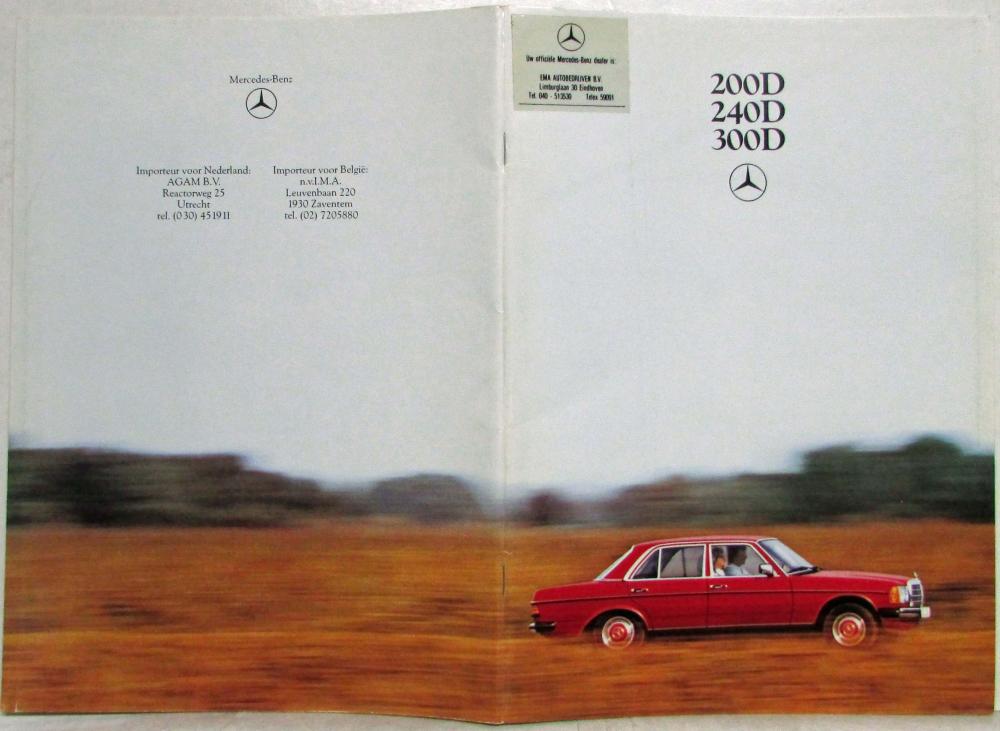 Mercedes-Benz
Importeur voor Nederland:
AGAM B.V.
Reactorweg 25
Utrecht
tel. (030) 451911
Importeur voor België:
n.v.I.M.A.
Leuvenbaan 220
1930 Zaventem
tel. (02) 7205880
Uw officiële Mercedes-Benz dealer is:
EMA AUTOBEDRIJVEN B.V.
Limburglaan 30 Eindhoven
Tel. 040 - 513530 Telex 59091
200D
240D
300D